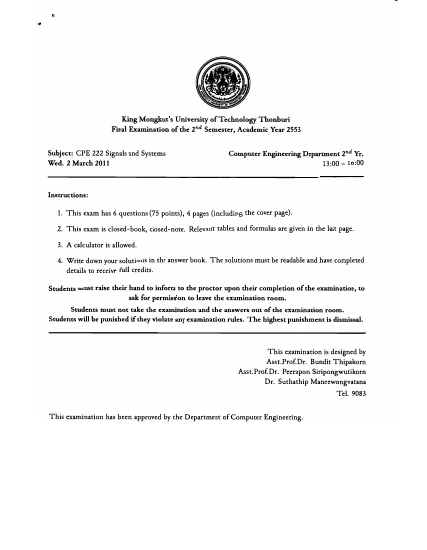 King Mongkut's University of Technology Thonburi
Final Examination of the 2nd Semester, Academic Year 2553
Subject: CPE 222 Signals and Systems
Computer Engineering Department 2nd Yr.
Wed. 2 March 2011
13:00 – 16:00
Instructions:
1. This exam has 6 questions (75 points), 4 pages (including the cover page).
2. This exam is closed-book, closed-note. Relevant tables and formulas are given in the last page.
3. A calculator is allowed.
4. Write down your solutions in the answer book. The solutions must be readable and have completed
details to receive full credits.
Students must raise their hand to inform to the proctor upon their completion of the examination, to
ask for permission to leave the examination room.
Students must not take the examination and the answers out of the examination room.
Students will be punished if they violate any examination rules. The highest punishment is dismissal.
This examination is designed by
Asst.Prof.Dr. Bundit Thipakorn
Asst.Prof.Dr. Peerapon Siripongwutikorn
Dr. Suthathip Maneewongvatana
Tel. 9083
This examination has been approved by the Department of Computer Engineering.